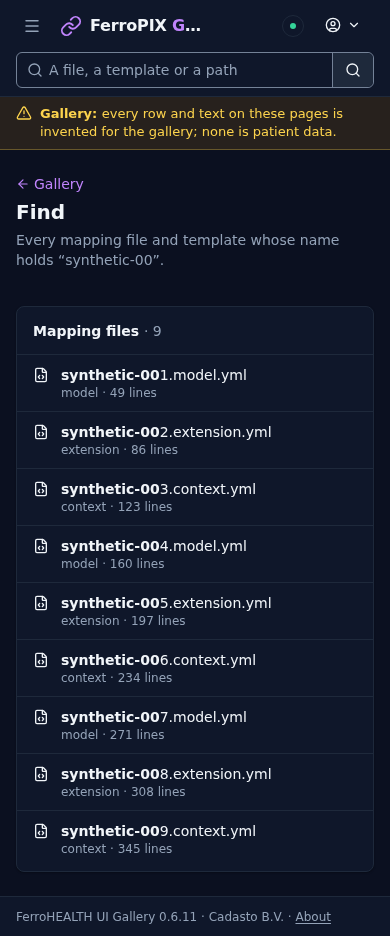 FerroPIX G…
A file, a template or a path
Gallery: every row and text on these pages is
invented for the gallery; none is patient data.
← Gallery
Find
Every mapping file and template whose name
holds “synthetic-00”.
Mapping files · 9
synthetic-001.model.yml
model · 49 lines
synthetic-002.extension.yml
extension · 86 lines
synthetic-003.context.yml
context · 123 lines
synthetic-004.model.yml
model · 160 lines
synthetic-005.extension.yml
extension · 197 lines
synthetic-006.context.yml
context · 234 lines
synthetic-007.model.yml
model · 271 lines
synthetic-008.extension.yml
extension · 308 lines
synthetic-009.context.yml
context · 345 lines
FerroHEALTH UI Gallery 0.6.11 · Cadasto B.V. · About